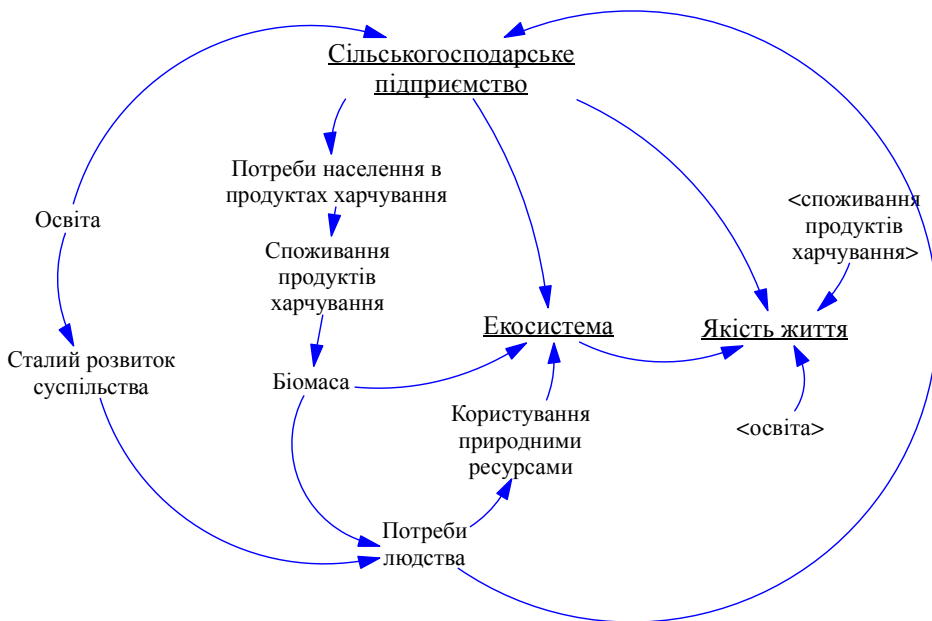 Сільськогосподарське
підприємство
Потреби населення в
продуктах харчування
Освіта
<споживання
продуктів
харчування>
Споживання
продуктів
харчування
Екосистема
Якість життя
Сталий розвиток
суспільства
Біомаса
Користування
природними
ресурсами
<освіта>
Потреби
людства